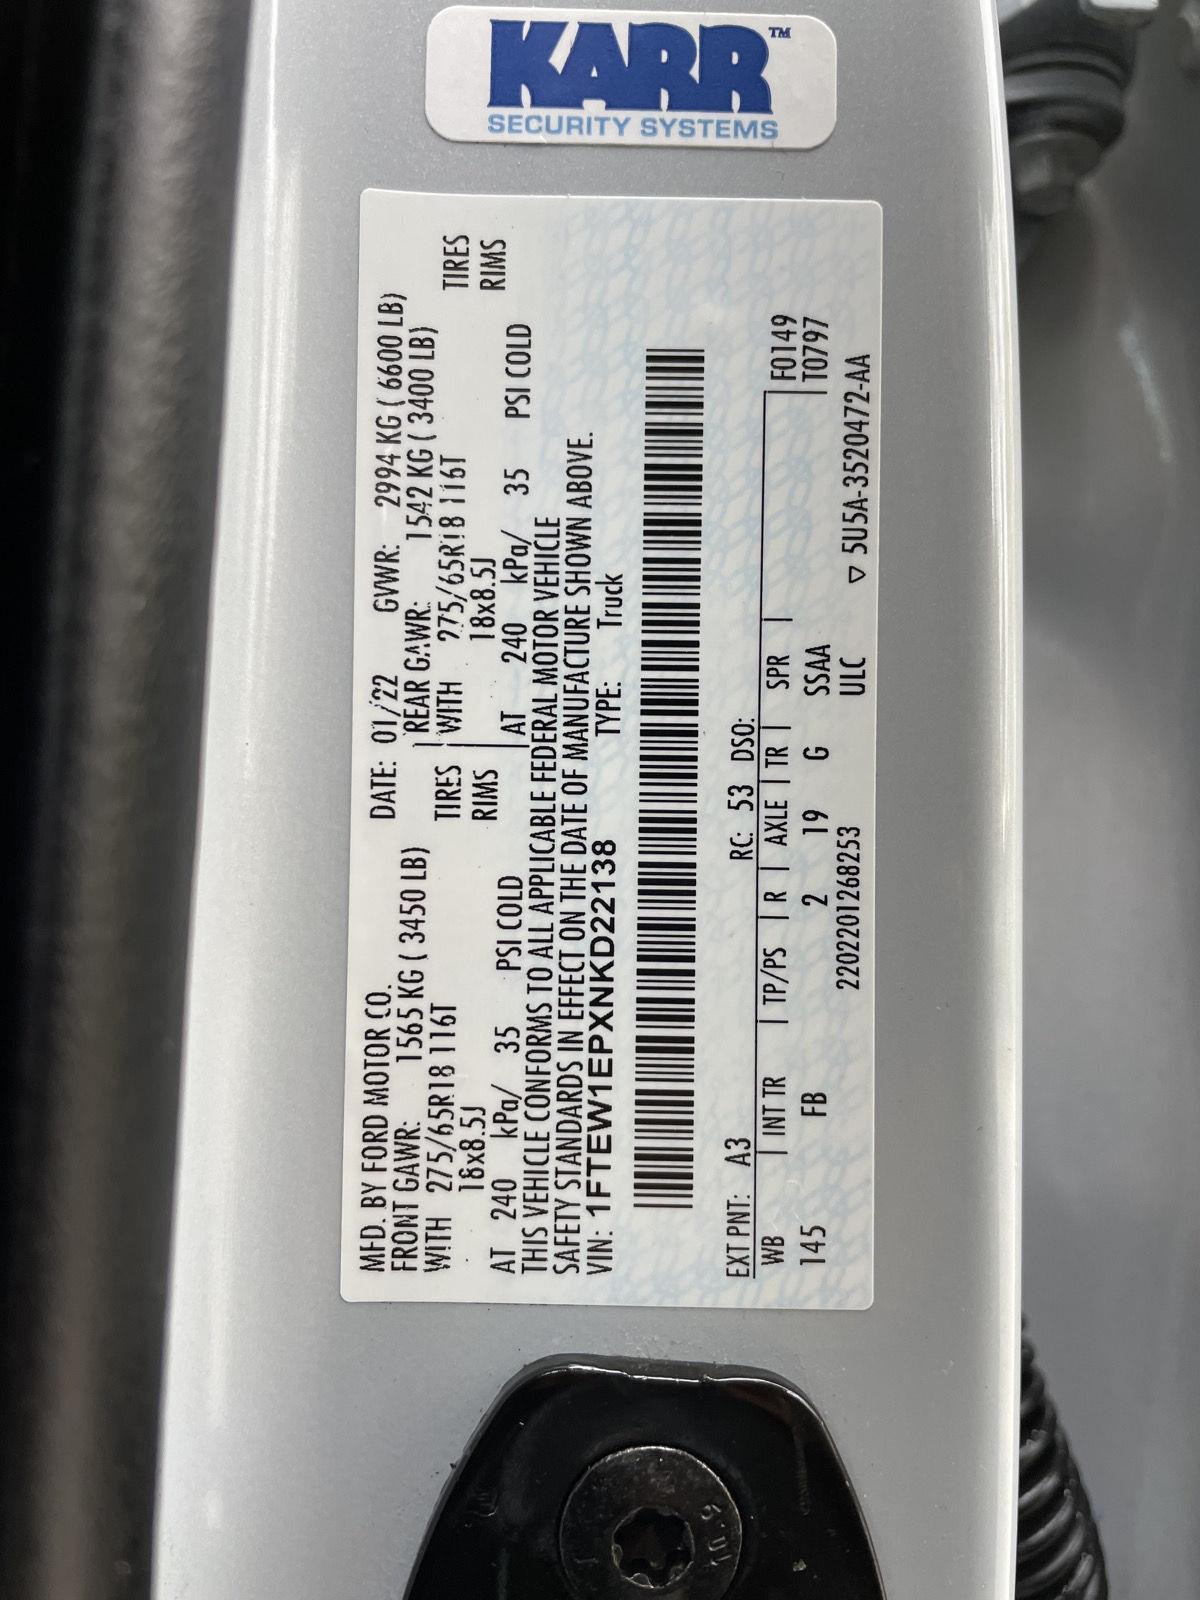 KARR™
SECURITY SYSTEMS
MFD. BY FORD MOTOR CO.
DATE: 01/22 GVWR: 2994 KG ( 6600 LB)
FRONT GAWR: 1565 KG ( 3450 LB) REAR GAWR: 1542 KG ( 3400 LB)
WITH 275/65R18 116T TIRES WITH 275/65R18 116T TIRES
18x8.5J RIMS 18x8.5J RIMS
AT 240 kPa/ 35 PSI COLD AT 240 kPa/ 35 PSI COLD
THIS VEHICLE CONFORMS TO ALL APPLICABLE FEDERAL MOTOR VEHICLE
SAFETY STANDARDS IN EFFECT ON THE DATE OF MANUFACTURE SHOWN ABOVE.
VIN: 1FTEW1EPXNKD22138 TYPE: Truck
EXT PNT: A3 RC: 53 DSO:
WB | INT TR | TP/PS | R | AXLE | TR | SPR | F0149
145 FB 2 19 G SSAA T0797
2202201268253 ULC ▽ 5U5A-3520472-AA